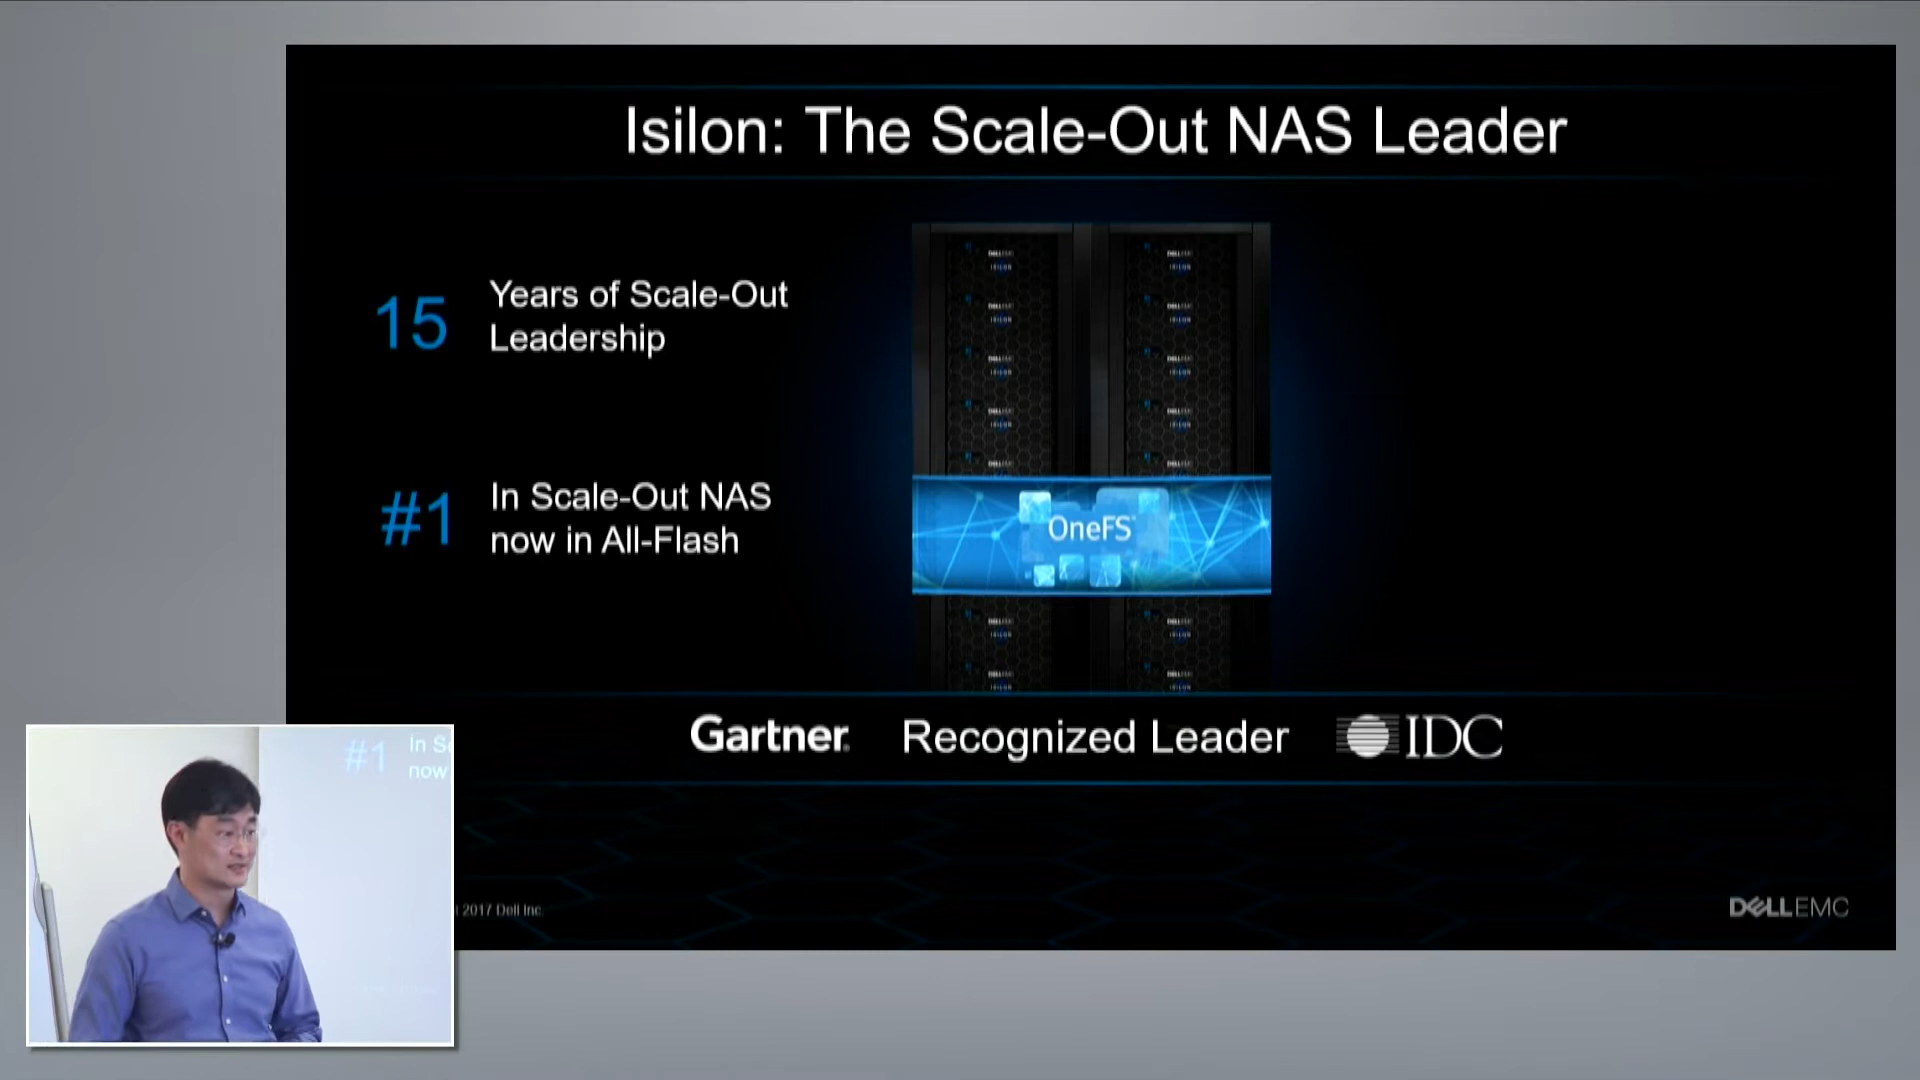 Isilon: The Scale-Out NAS Leader
15
Years of Scale-Out
Leadership
#1
In Scale-Out NAS
now in All-Flash
OneFS
Gartner.
Recognized Leader
IDC
#1
In S
now
2017 Dell Inc.
DELLEMC